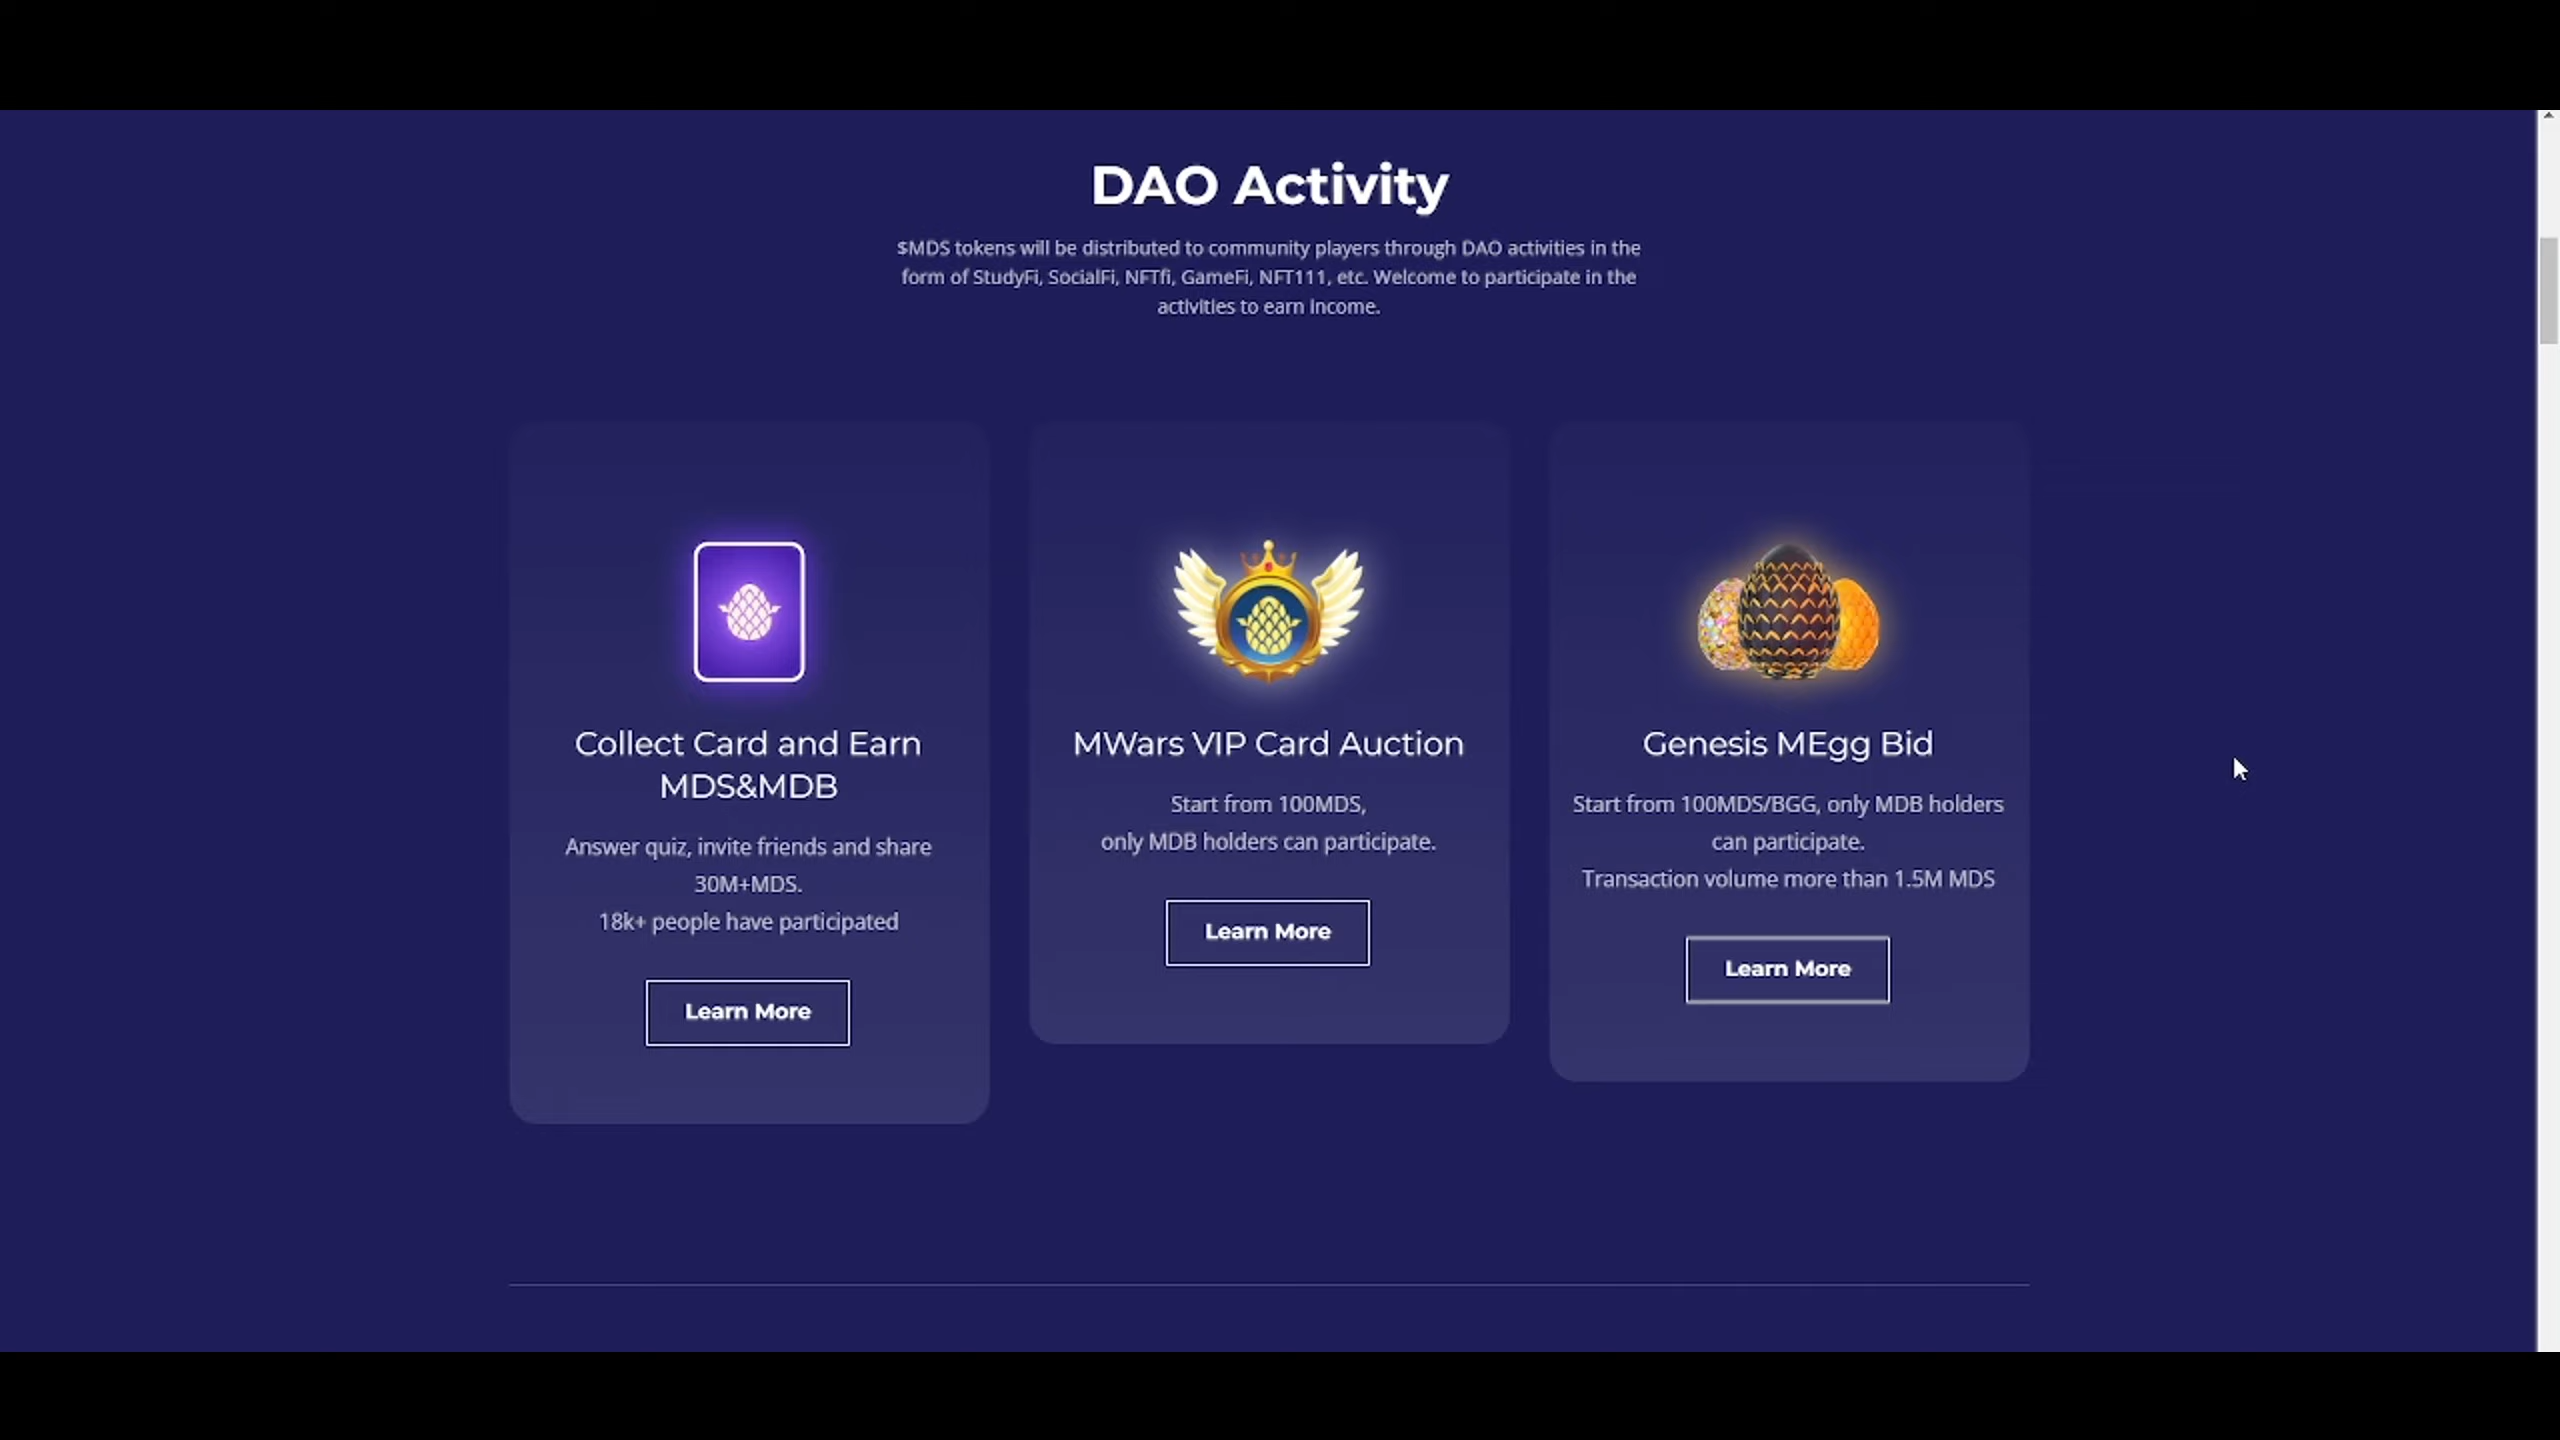 DAO Activity
$MDS tokens will be distributed to community players through DAO activities in the
form of StudyFi, SocialFi, NFTfi, GameFi, NFT111, etc. Welcome to participate in the
activities to earn income.
Collect Card and Earn
MDS&MDB
Answer quiz, invite friends and share
30M+MDS.
18k+ people have participated
Learn More
MWars VIP Card Auction
Start from 100MDS,
only MDB holders can participate.
Learn More
Genesis MEgg Bid
Start from 100MDS/BGG, only MDB holders
can participate.
Transaction volume more than 1.5M MDS
Learn More